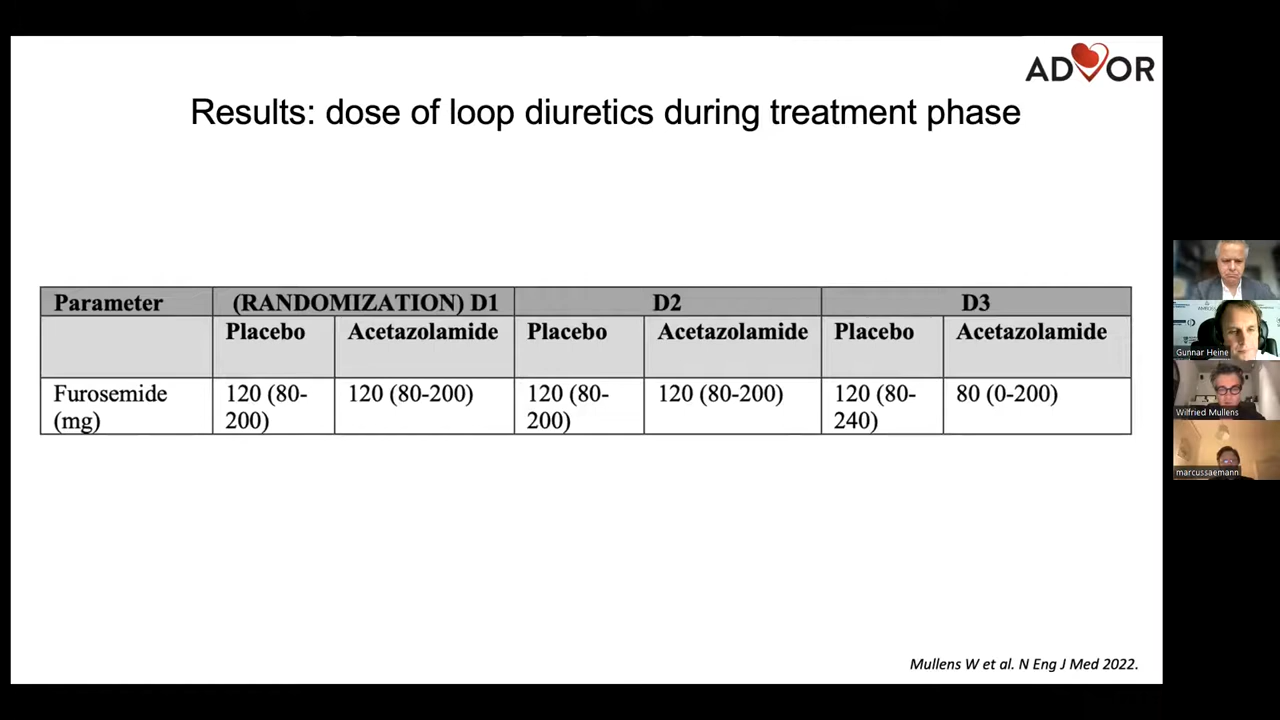 ADVOR
Results: dose of loop diuretics during treatment phase
Parameter (RANDOMIZATION) D1 D2 D3
Placebo Acetazolamide Placebo Acetazolamide Placebo Acetazolamide
Furosemide 120 (80- 120 (80-200) 120 (80- 120 (80-200) 120 (80- 80 (0-200)
(mg) 200) 200) 240)
Mullens W et al. N Eng J Med 2022.
Gunnar Heine
Wilfried Mullens
marcussaemann